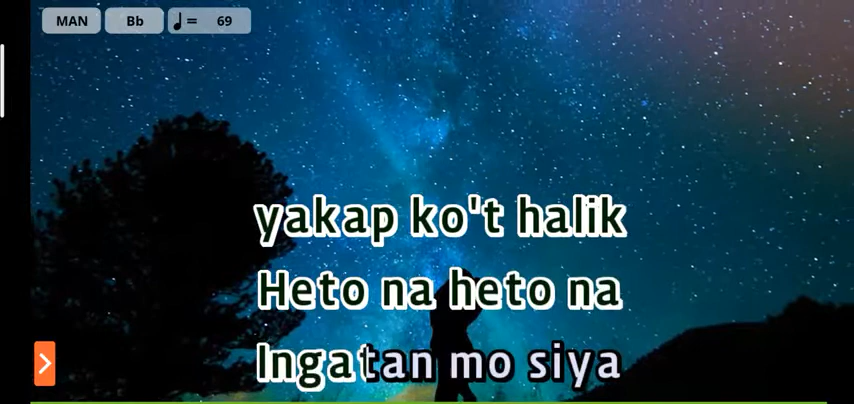 MAN Bb ♩= 69
yakap ko't halik
Heto na heto na
Ingatan mo siya